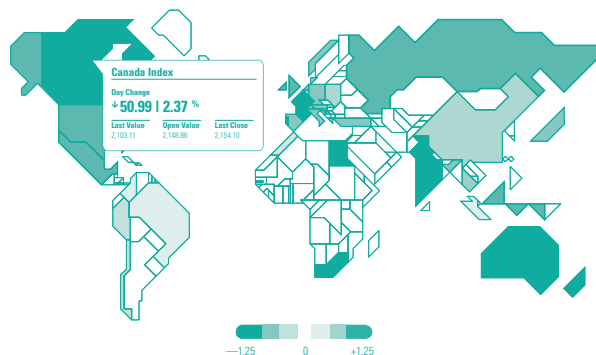 Canada Index
Day Change
↓50.99 | 2.37 %
Last Value Open Value Last Close
2,103.11 2,148.86 2,154.10
—1.25 0 +1.25